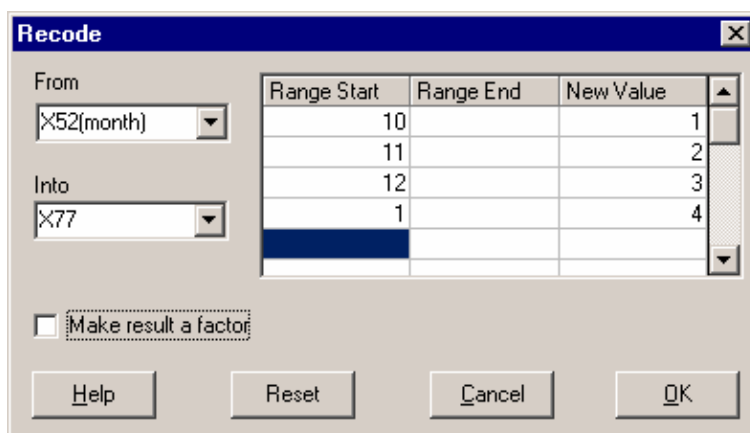 Recode
From
X52(month)
Into
X77
Range Start Range End New Value
10 1
11 2
12 3
1 4
Make result a factor
Help Reset Cancel OK